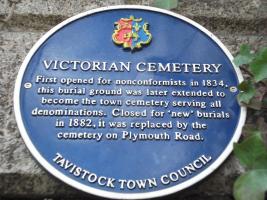 VICTORIAN CEMETERY
First opened for nonconformists in 1834,
this burial ground was later extended to
become the town cemetery serving all
denominations. Closed for 'new' burials
in 1882, it was replaced by the
cemetery on Plymouth Road.
TAVISTOCK TOWN COUNCIL